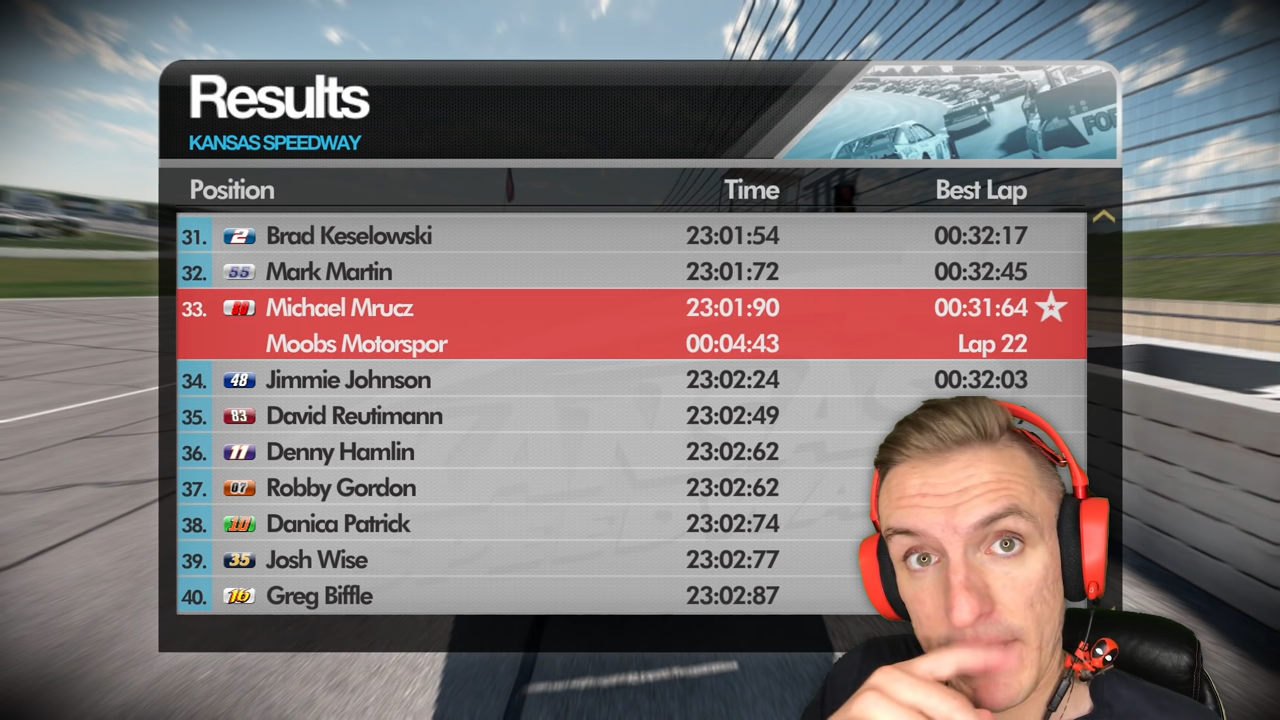 Results
KANSAS SPEEDWAY
FOR
Position Time Best Lap
31. 2 Brad Keselowski 23:01:54 00:32:17
32. 55 Mark Martin 23:01:72 00:32:45
33. Michael Mrucz 23:01:90 00:31:64
Moobs Motorspor 00:04:43 Lap 22
34. 48 Jimmie Johnson 23:02:24 00:32:03
35. 83 David Reutimann 23:02:49
36. 11 Denny Hamlin 23:02:62
37. 07 Robby Gordon 23:02:62
38. 10 Danica Patrick 23:02:74
39. 35 Josh Wise 23:02:77
40. 16 Greg Biffle 23:02:87